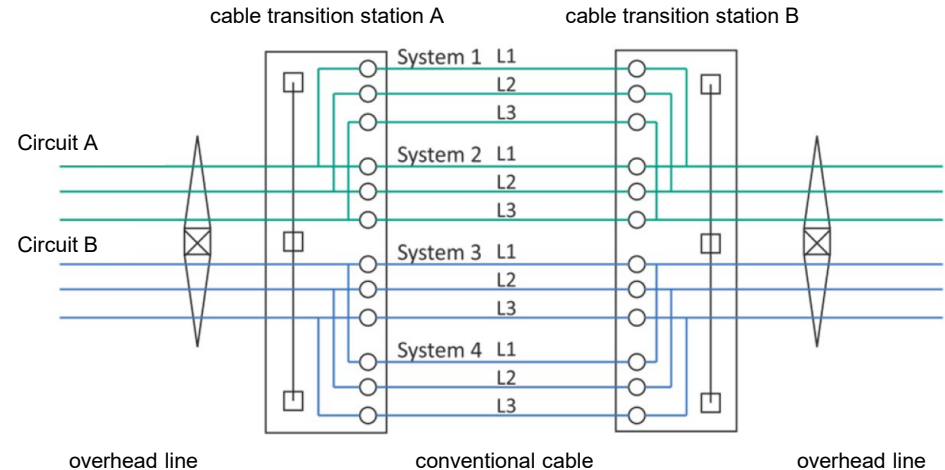 cable transition station A
cable transition station B
System 1 L1
L2
L3
Circuit A
System 2 L1
L2
L3
Circuit B
System 3 L1
L2
L3
System 4 L1
L2
L3
overhead line
conventional cable
overhead line